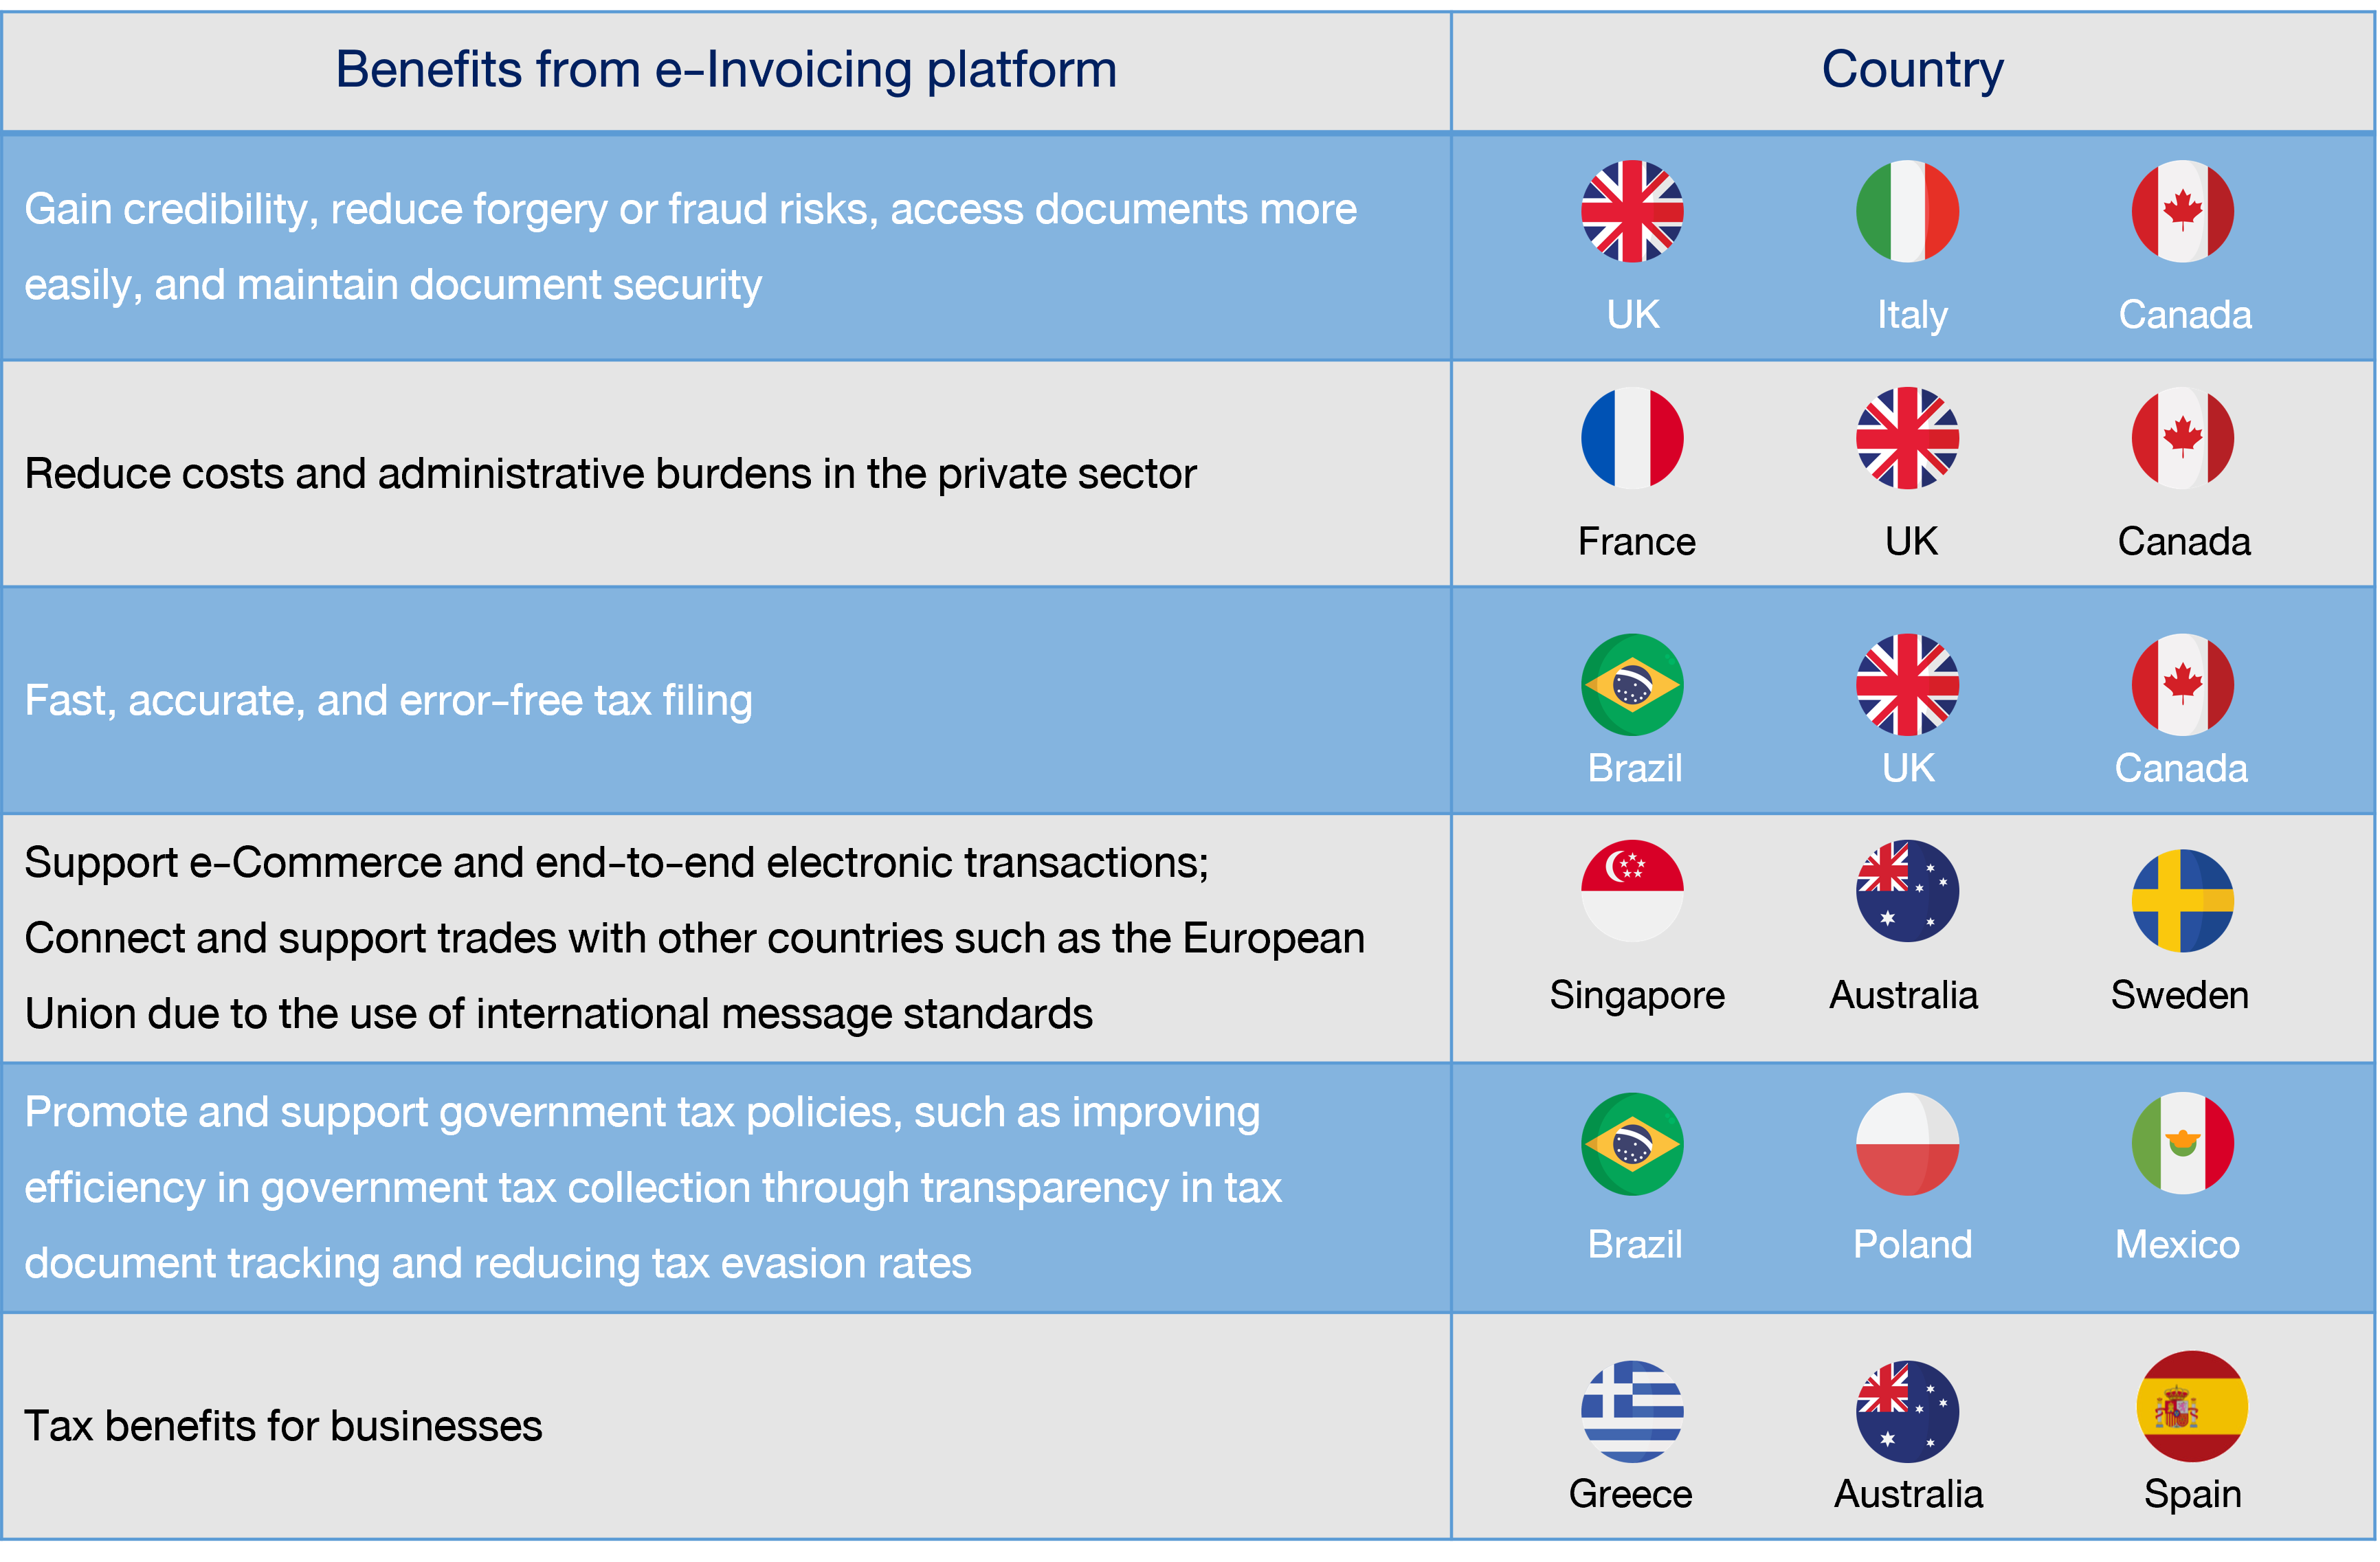 Benefits from e-Invoicing platform
Country
Gain credibility, reduce forgery or fraud risks, access documents more
easily, and maintain document security
UK
Italy
Canada
Reduce costs and administrative burdens in the private sector
France
UK
Canada
Fast, accurate, and error-free tax filing
Brazil
UK
Canada
Support e-Commerce and end-to-end electronic transactions;
Connect and support trades with other countries such as the European
Union due to the use of international message standards
Singapore
Australia
Sweden
Promote and support government tax policies, such as improving
efficiency in government tax collection through transparency in tax
document tracking and reducing tax evasion rates
Brazil
Poland
Mexico
Tax benefits for businesses
Greece
Australia
Spain